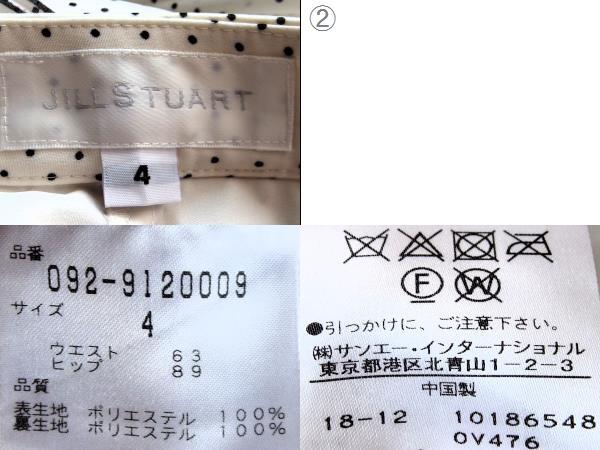 JILLSTUART
4
②
品番
092-9120009
サイズ
4
ウエスト 63
ヒップ 89
品質
表生地 ポリエステル 100%
裏生地 ポリエステル 100%
F W
●引っかけに、ご注意下さい。
㈱サンエー・インターナショナル
東京都港区北青山1-2-3
中国製
18-12 10186548
0V476